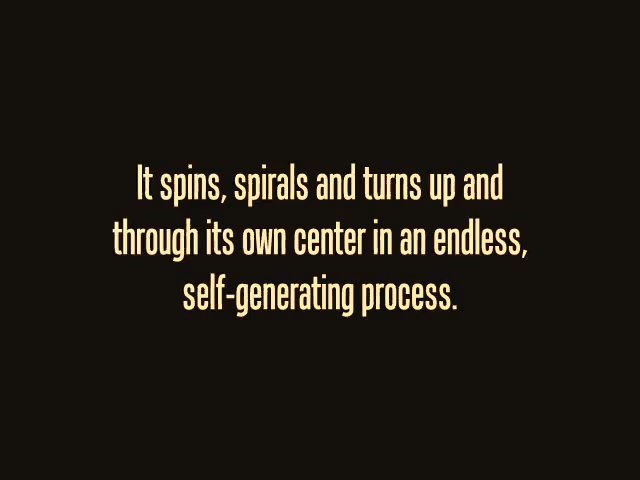 It spins, spirals and turns up and
through its own center in an endless,
self-generating process.